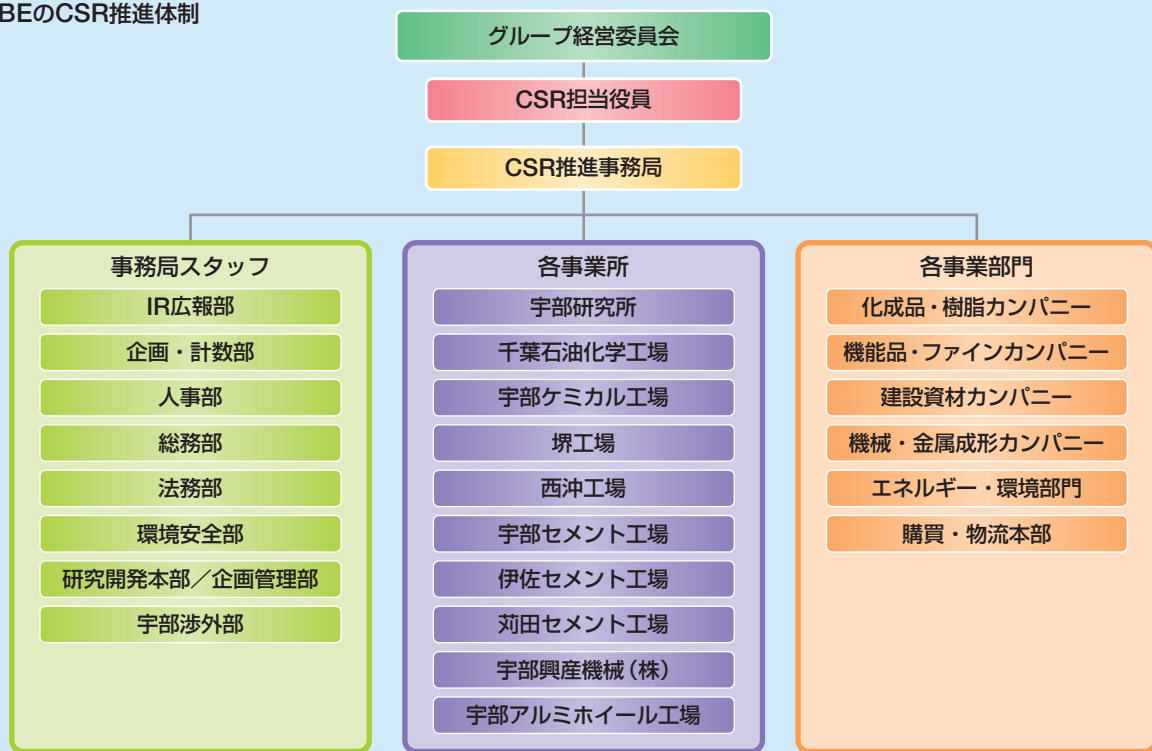 BEのCSR推進体制
グループ経営委員会
CSR担当役員
CSR推進事務局
事務局スタッフ
IR広報部
企画・計数部
人事部
総務部
法務部
環境安全部
研究開発本部／企画管理部
宇部渉外部
各事業所
宇部研究所
千葉石油化学工場
宇部ケミカル工場
堺工場
西沖工場
宇部セメント工場
伊佐セメント工場
苅田セメント工場
宇部興産機械（株）
宇部アルミホイール工場
各事業部門
化成品・樹脂カンパニー
機能品・ファインカンパニー
建設資材カンパニー
機械・金属成形カンパニー
エネルギー・環境部門
購買・物流本部